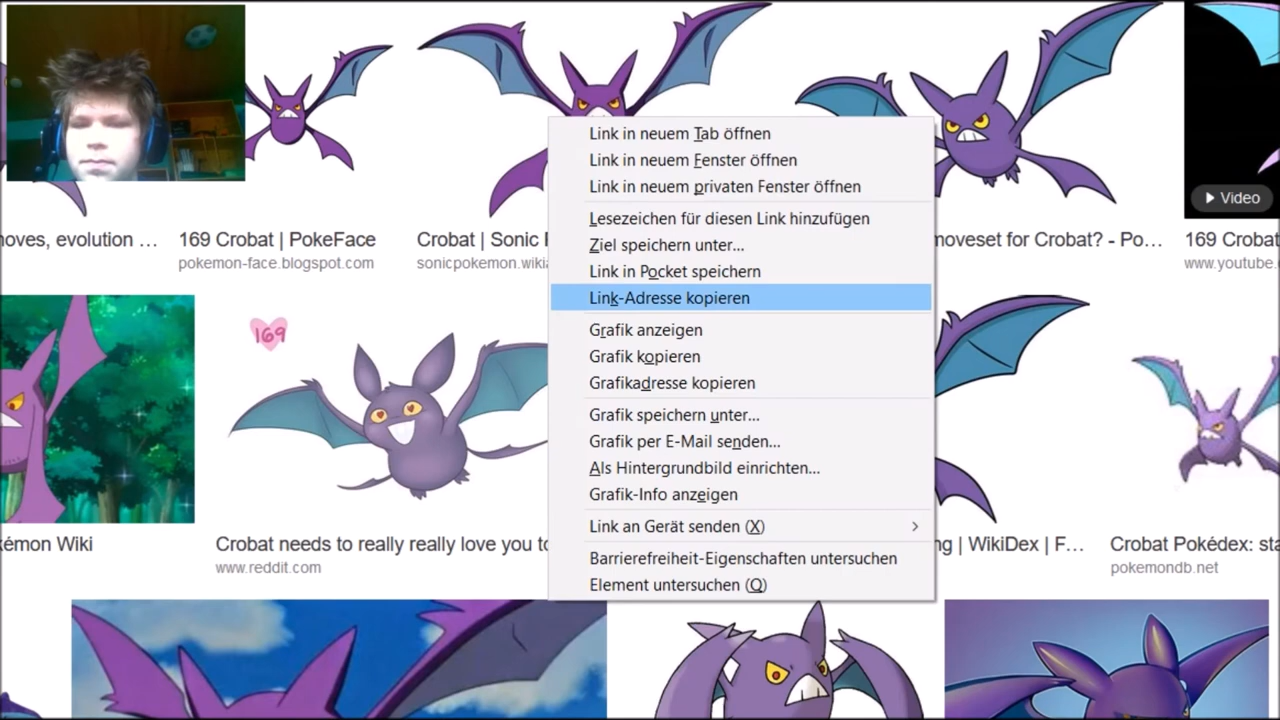 Link in neuem Tab öffnen
Link in neuem Fenster öffnen
Link in neuem privaten Fenster öffnen
Lesezeichen für diesen Link hinzufügen
Ziel speichern unter...
Link in Pocket speichern
Link-Adresse kopieren
Grafik anzeigen
Grafik kopieren
Grafikadresse kopieren
Grafik speichern unter...
Grafik per E-Mail senden...
Als Hintergrundbild einrichten...
Grafik-Info anzeigen
Link an Gerät senden (X)
Barrierefreiheit-Eigenschaften untersuchen
Element untersuchen (Q)
Video
evolution ...
169 Crobat | PokeFace
pokemon-face.blogspot.com
Crobat | Sonic
sonicpokemon.wikia
moveset for Crobat? - Po...
169 Crobat
www.youtube.
169
Wiki
Crobat needs to really really love you to
www.reddit.com
| WikiDex | F...
Crobat Pokédex:
pokemondb.net